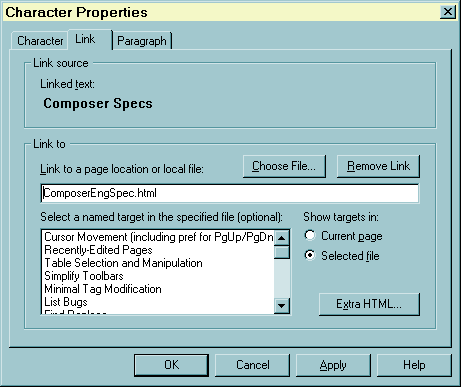 Character Properties
Character Link Paragraph
Link source
Linked text:
Composer Specs
Link to
Link to a page location or local file: Choose File... Remove Link
ComposerEngSpec.html
Select a named target in the specified file (optional): Show targets in:
Cursor Movement (including pref for PgUp/PgDn
Recently-Edited Pages
Table Selection and Manipulation
Simplify Toolbars
Minimal Tag Modification
List Bugs
Find Replace
Current page
Selected file
Extra HTML...
OK Cancel Apply Help